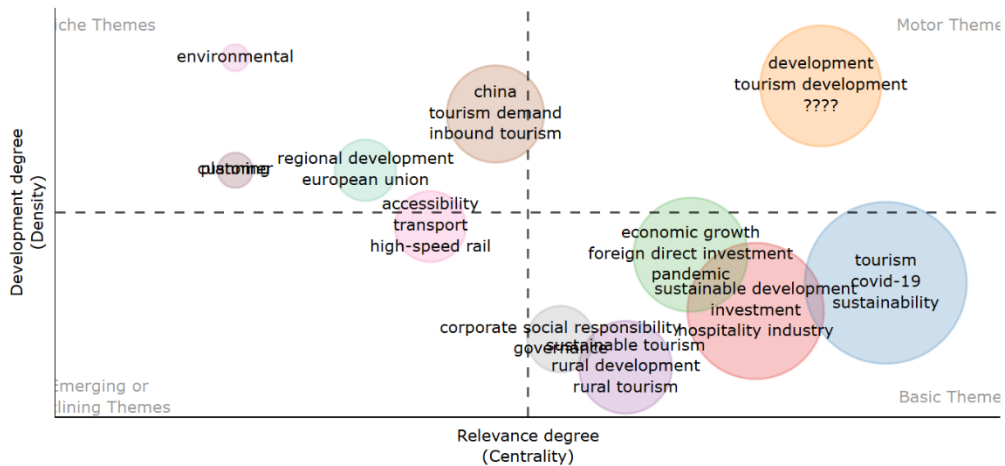 iche Themes
Motor Theme
environmental
development
tourism development
????
china
tourism demand
inbound tourism
planning
regional development
european union
accessibility
transport
high-speed rail
economic growth
foreign direct investment
pandemic
sustainable development
investment
hospitality industry
tourism
covid-19
sustainability
corporate social responsibility
governance
sustainable tourism
rural development
rural tourism
Emerging or
clining Themes
Basic Theme
Development degree
(Density)
Relevance degree
(Centrality)